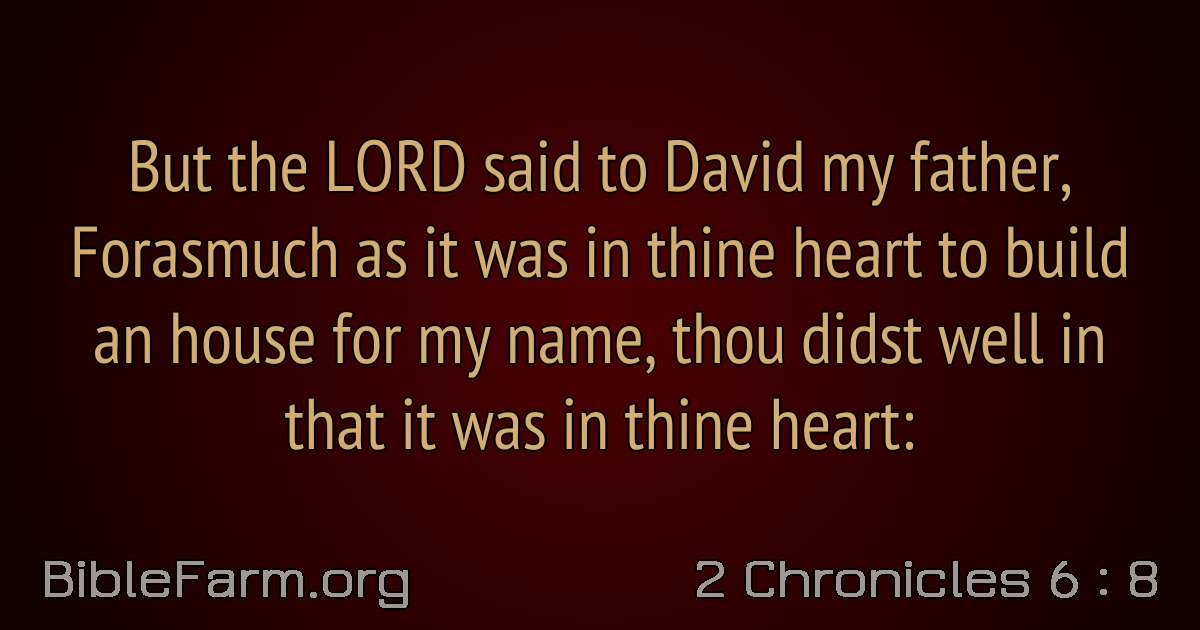 But the LORD said to David my father,
Forasmuch as it was in thine heart to build
an house for my name, thou didst well in
that it was in thine heart:
BibleFarm.org
2 Chronicles 6 : 8